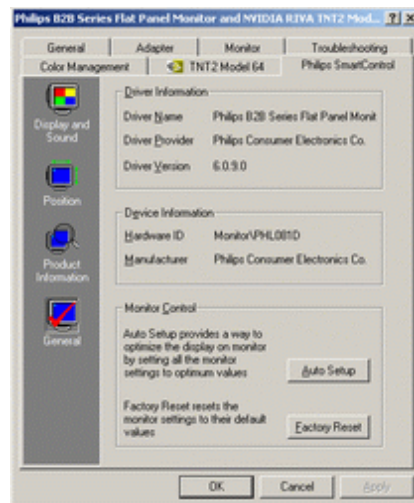 Philips B2B Series Flat Panel Monitor and NVIDIA RIVA TNT2 Mod...
General Adapter Monitor Troubleshooting
Color Management TNT2 Model 64 Philips SmartControl
Display and Sound
Position
Product Information
General
Driver Information
Driver Name Philips B2B Series Flat Panel Monit
Driver Provider Philips Consumer Electronics Co.
Driver Version 6.0.9.0
Device Information
Hardware ID Monitor\PHL081D
Manufacturer Philips Consumer Electronics Co.
Monitor Control
Auto Setup provides a way to
optimize the display on monitor
by setting all the monitor
settings to optimum values
Auto Setup
Factory Reset resets the
monitor settings to their default
values
Factory Reset
OK Cancel Apply